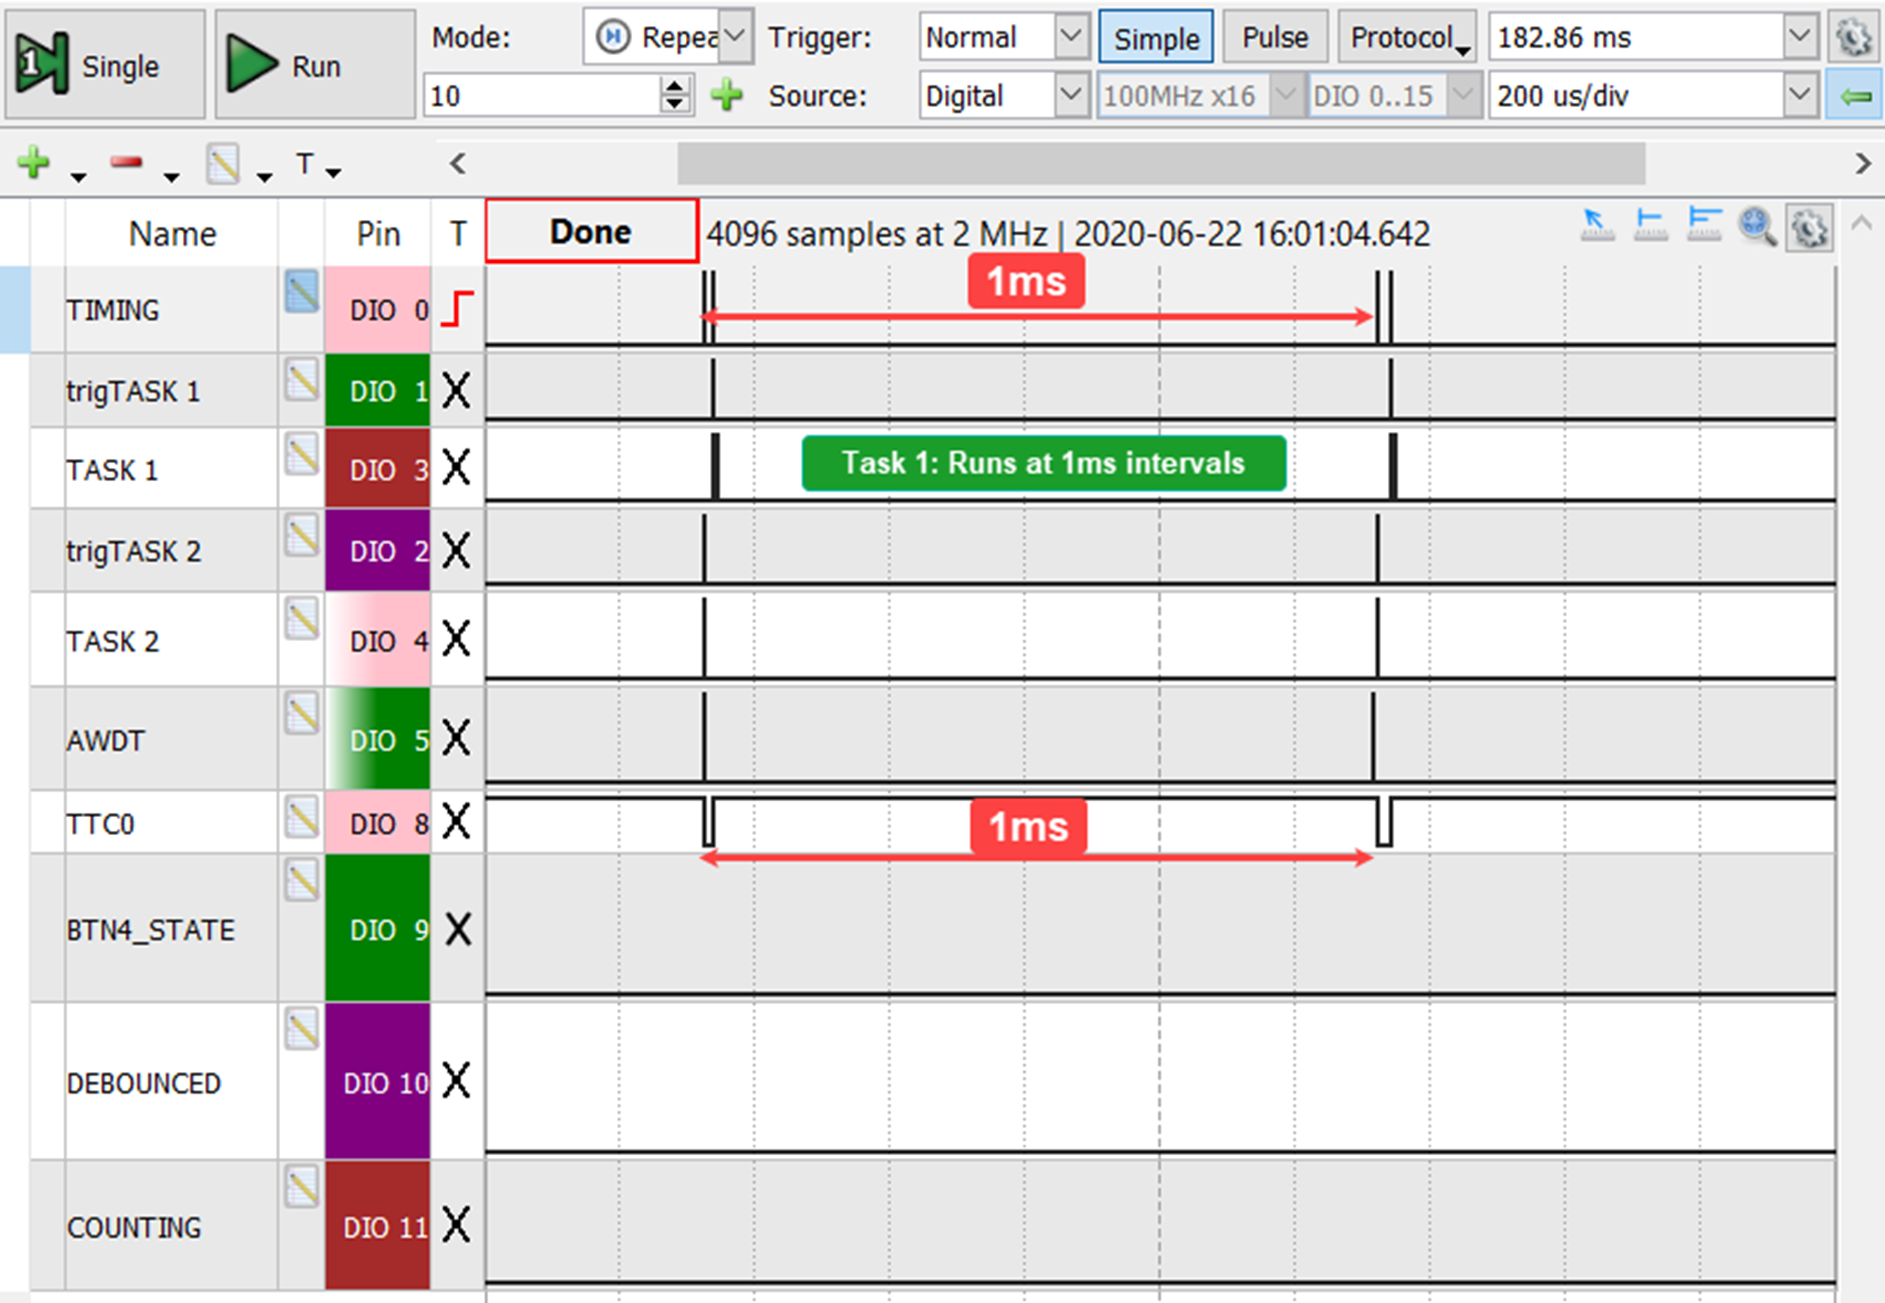 1 Single
Run
Mode:
Repea
Trigger:
Normal
Simple
Pulse
Protocol
182.86 ms
10
Source:
Digital
100MHz x16
DIO 0..15
200 us/div
T
Name
Pin
T
Done
4096 samples at 2 MHz | 2020-06-22 16:01:04.642
TIMING
DIO 0
1ms
trigTASK 1
DIO 1
X
TASK 1
DIO 3
X
Task 1: Runs at 1ms intervals
trigTASK 2
DIO 2
X
TASK 2
DIO 4
X
AWDT
DIO 5
X
TTC0
DIO 8
X
1ms
BTN4_STATE
DIO 9
X
DEBOUNCED
DIO 10
X
COUNTING
DIO 11
X